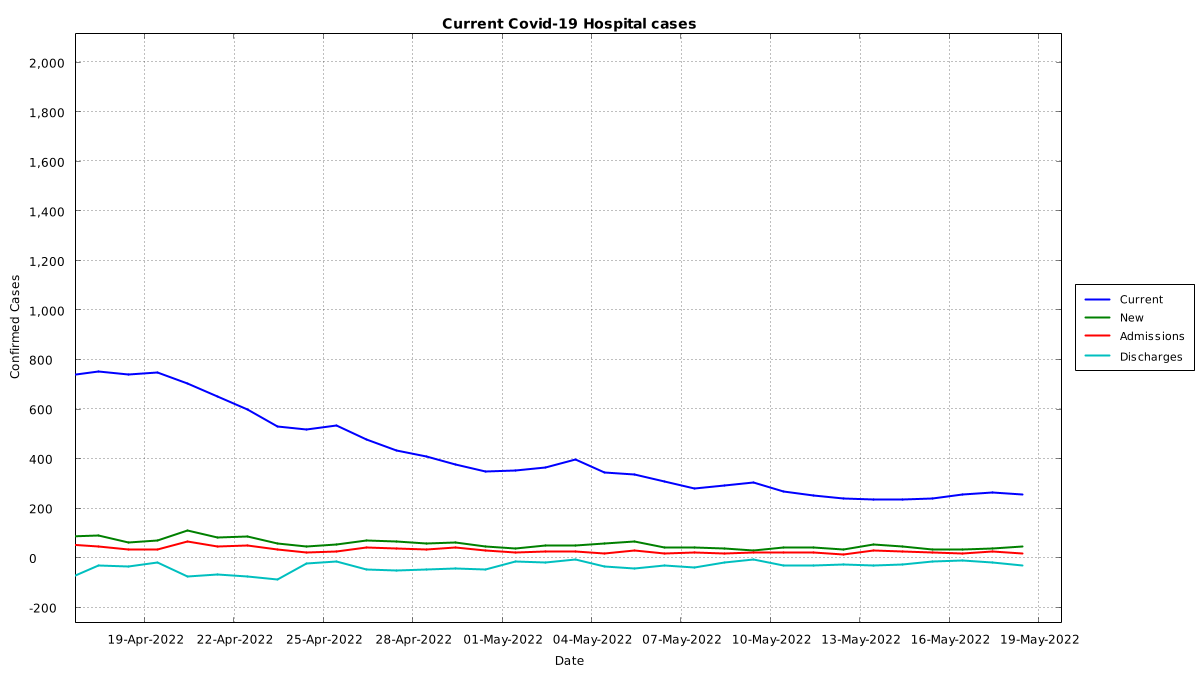 Current Covid-19 Hospital cases
2,000
1,800
1,600
1,400
1,200
1,000
800
600
400
200
0
-200
Confirmed Cases
19-Apr-2022 22-Apr-2022 25-Apr-2022 28-Apr-2022 01-May-2022 04-May-2022 07-May-2022 10-May-2022 13-May-2022 16-May-2022 19-May-2022
Date
Current
New
Admissions
Discharges